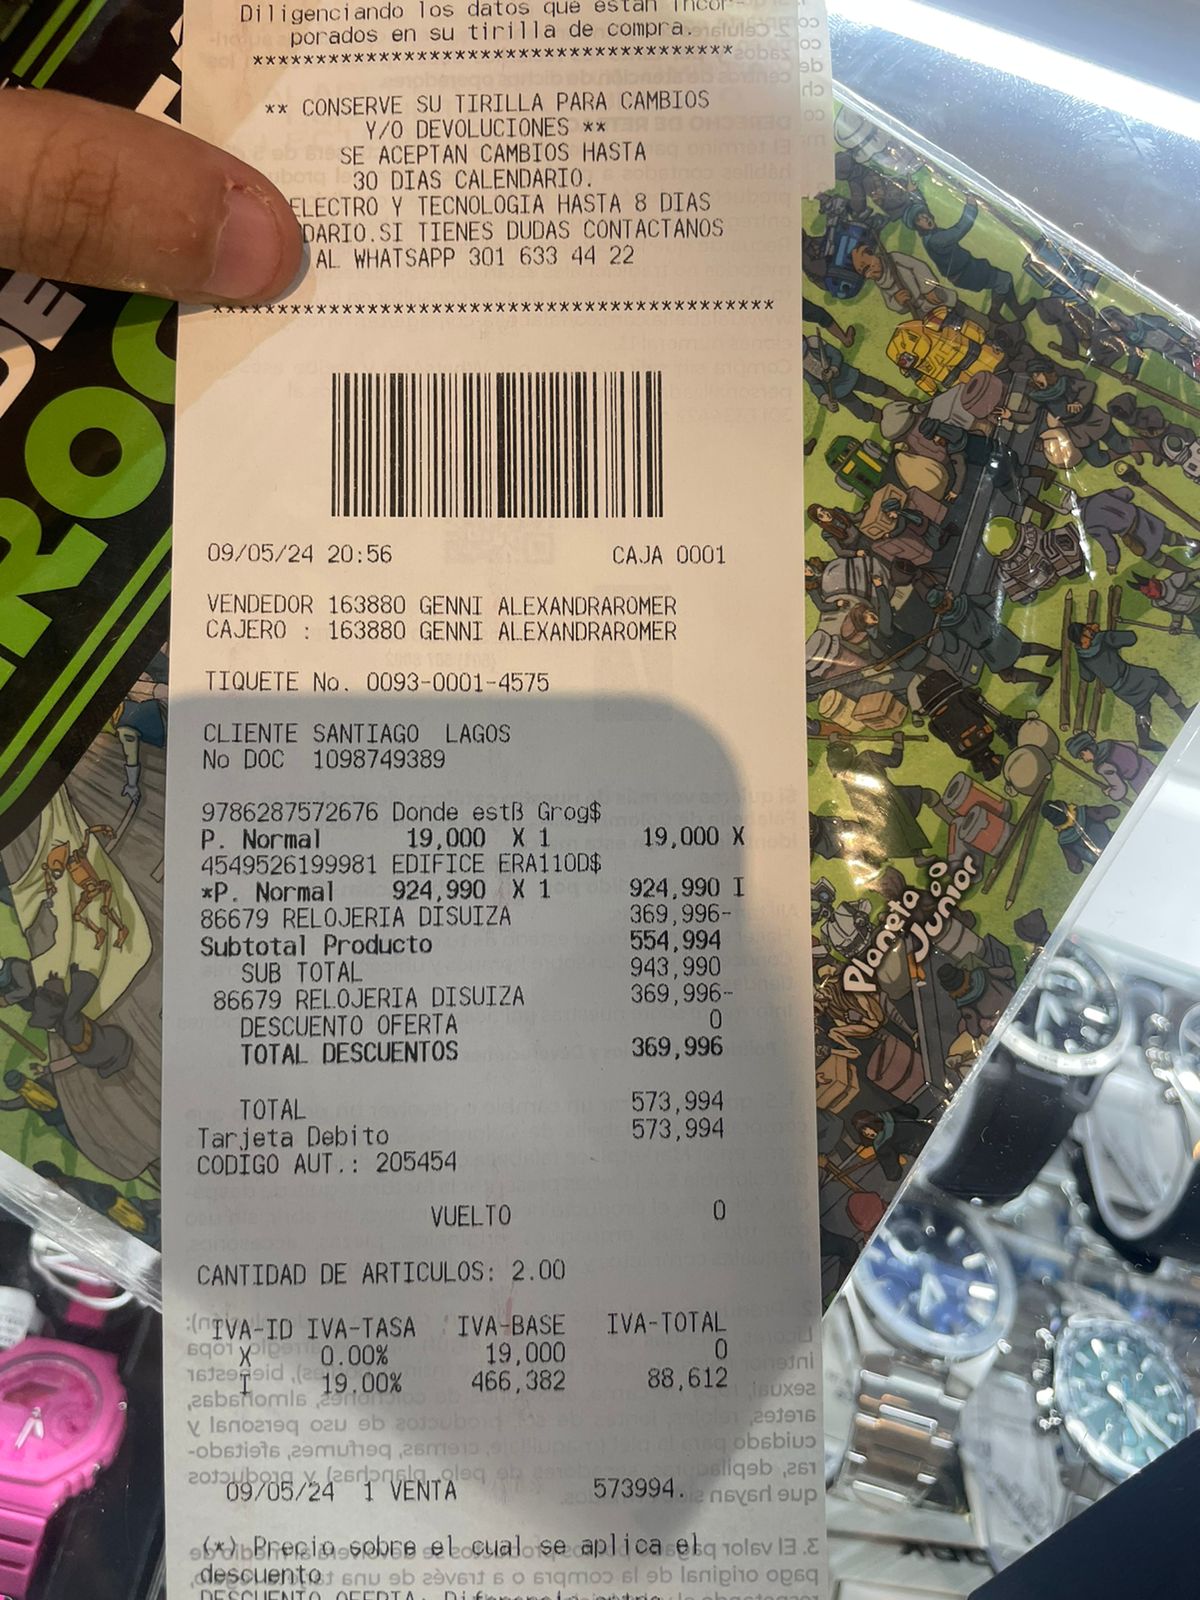 Diligenciando los datos que están incor-
porados en su tirilla de compra.
****************************************
** CONSERVE SU TIRILLA PARA CAMBIOS
Y/O DEVOLUCIONES **
SE ACEPTAN CAMBIOS HASTA
30 DIAS CALENDARIO.
ELECTRO Y TECNOLOGIA HASTA 8 DIAS
DARIO.SI TIENES DUDAS CONTACTANOS
AL WHATSAPP 301 633 44 22
****************************************
09/05/24 20:56 CAJA 0001
VENDEDOR 163880 GENNI ALEXANDRAROMER
CAJERO : 163880 GENNI ALEXANDRAROMER
TIQUETE No. 0093-0001-4575
CLIENTE SANTIAGO LAGOS
No DOC 1098749389
9786287572676 Donde estß Grog$
P. Normal 19,000 X 1 19,000 X
4549526199981 EDIFICE ERA110D$
*P. Normal 924,990 X 1 924,990 I
86679 RELOJERIA DISUIZA 369,996-
Subtotal Producto 554,994
SUB TOTAL 943,990
86679 RELOJERIA DISUIZA 369,996-
DESCUENTO OFERTA 0
TOTAL DESCUENTOS 369,996
TOTAL 573,994
Tarjeta Debito 573,994
CODIGO AUT.: 205454
VUELTO 0
CANTIDAD DE ARTICULOS: 2.00
IVA-ID IVA-TASA IVA-BASE IVA-TOTAL
X 0.00% 19,000 0
I 19.00% 466,382 88,612
09/05/24 1 VENTA 573994.
(*) Precio sobre el cual se aplica el
descuento
DESCUENTO OFERTA: Diferencia entre
Planeta
Junior